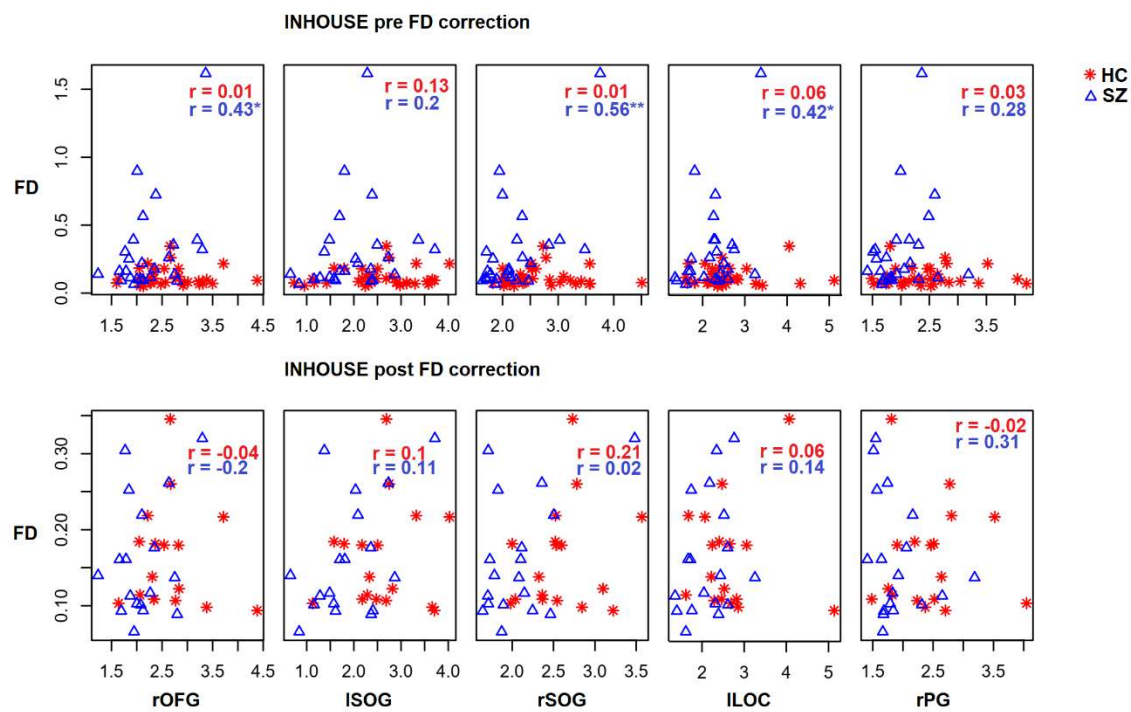 INHOUSE pre FD correction
r = 0.01
r = 0.43*
r = 0.13
r = 0.2
r = 0.01
r = 0.56**
r = 0.06
r = 0.42*
r = 0.03
r = 0.28
HC
SZ
FD
0.0 0.5 1.0 1.5
1.5 2.5 3.5 4.5
1.0 2.0 3.0 4.0
2.0 3.0 4.0
2 3 4 5
1.5 2.5 3.5
INHOUSE post FD correction
r = -0.04
r = -0.2
r = 0.1
r = 0.11
r = 0.21
r = 0.02
r = 0.06
r = 0.14
r = -0.02
r = 0.31
FD
0.10 0.20 0.30
1.5 2.5 3.5 4.5
1.0 2.0 3.0 4.0
2.0 2.5 3.0 3.5
2 3 4 5
1.5 2.5 3.5
rOFG lSOG rSOG lLOC rPG